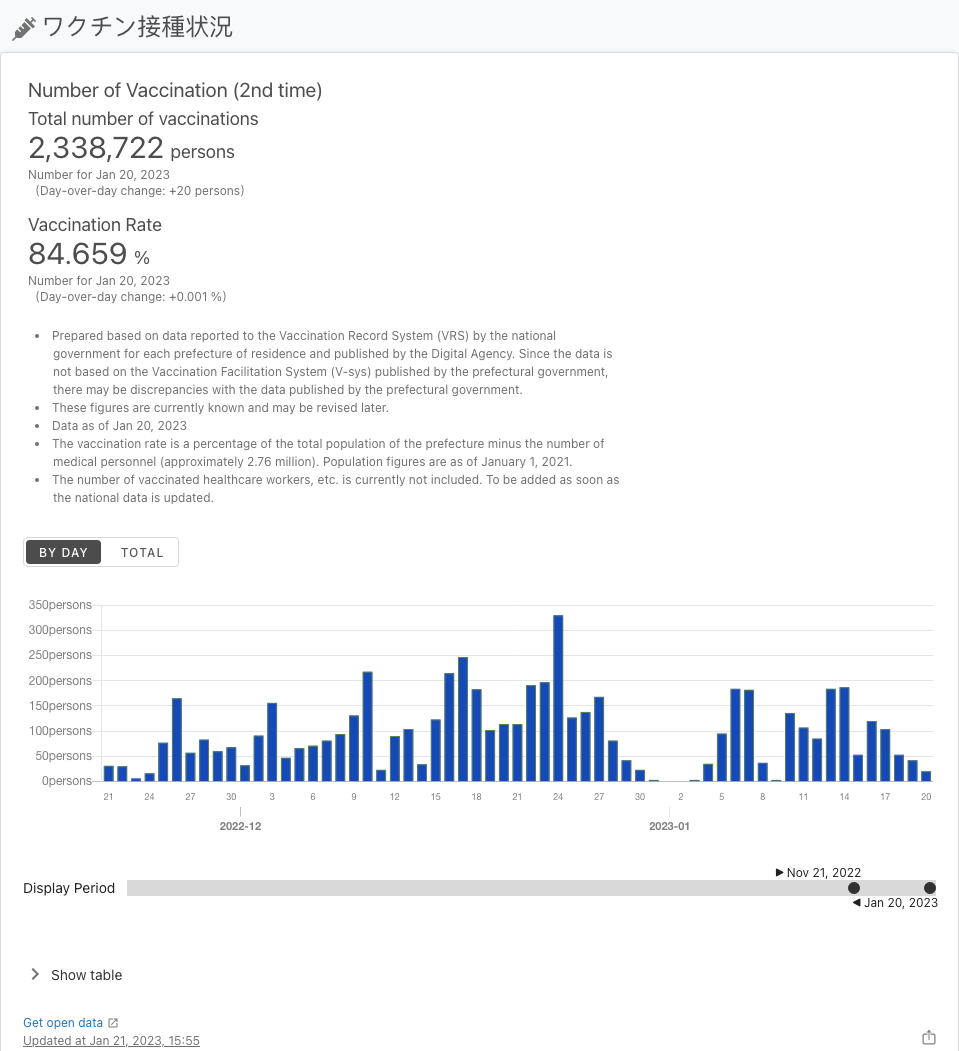 ワクチン接種状況
Number of Vaccination (2nd time)
Total number of vaccinations
2,338,722 persons
Number for Jan 20, 2023
(Day-over-day change: +20 persons)
Vaccination Rate
84.659 %
Number for Jan 20, 2023
(Day-over-day change: +0.001 %)
• Prepared based on data reported to the Vaccination Record System (VRS) by the national
government for each prefecture of residence and published by the Digital Agency. Since the data is
not based on the Vaccination Facilitation System (V-sys) published by the prefectural government,
there may be discrepancies with the data published by the prefectural government.
• These figures are currently known and may be revised later.
• Data as of Jan 20, 2023
• The vaccination rate is a percentage of the total population of the prefecture minus the number of
medical personnel (approximately 2.76 million). Population figures are as of January 1, 2021.
• The number of vaccinated healthcare workers, etc. is currently not included. To be added as soon as
the national data is updated.
BY DAY TOTAL
350persons
300persons
250persons
200persons
150persons
100persons
50persons
0persons
21 24 27 30 3 6 9 12 15 18 21 24 27 30 2 5 8 11 14 17 20
2022-12 2023-01
Nov 21, 2022
Display Period
Jan 20, 2023
Show table
Get open data
Updated at Jan 21, 2023, 15:55